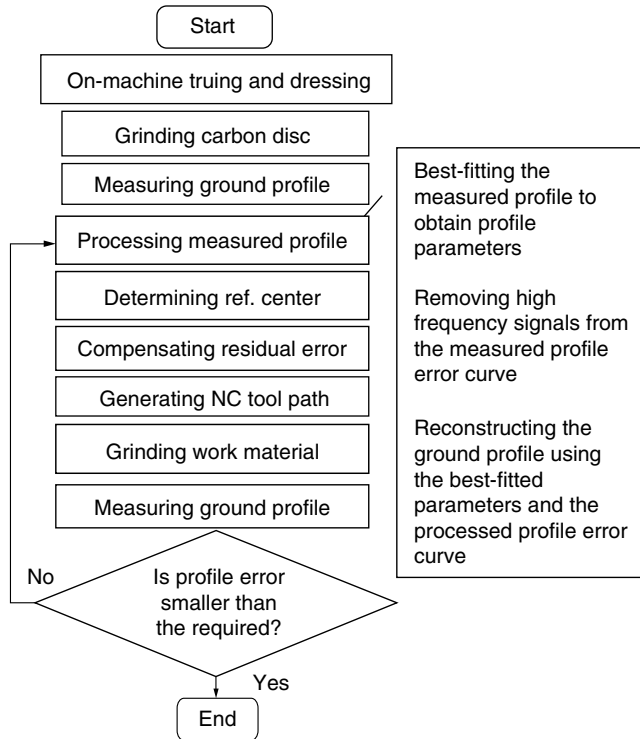 Start
On-machine truing and dressing
Grinding carbon disc
Measuring ground profile
Processing measured profile
Determining ref. center
Compensating residual error
Generating NC tool path
Grinding work material
Measuring ground profile
Is profile error
smaller than
the required?
No
Yes
End
Best-fitting the
measured profile to
obtain profile
parameters
Removing high
frequency signals from
the measured profile
error curve
Reconstructing the
ground profile using
the best-fitted
parameters and the
processed profile error
curve